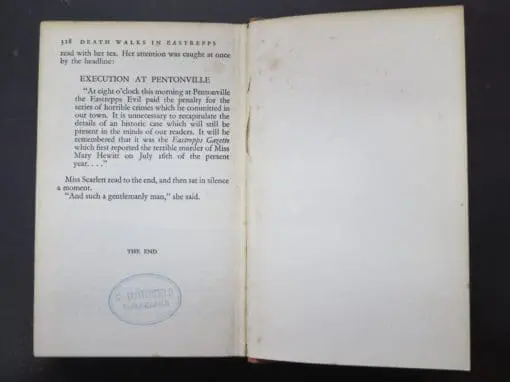 318 DEATH WALKS IN EASTREPPS
read with her tea. Her attention was caught at once
by the headline:
EXECUTION AT PENTONVILLE
"At eight o'clock this morning at Pentonville
the Eastrepps Evil paid the penalty for the
series of horrible crimes which he committed in
our town. It is unnecessary to recapitulate the
details of an historic case which will still be
present in the minds of our readers. It will be
remembered that it was the Eastrepps Gazette
which first reported the terrible murder of Miss
Mary Hewitt on July 16th of the present
year. . . ."
Miss Scarlett read to the end, and then sat in silence
a moment.
"And such a gentlemanly man," she said.
THE END